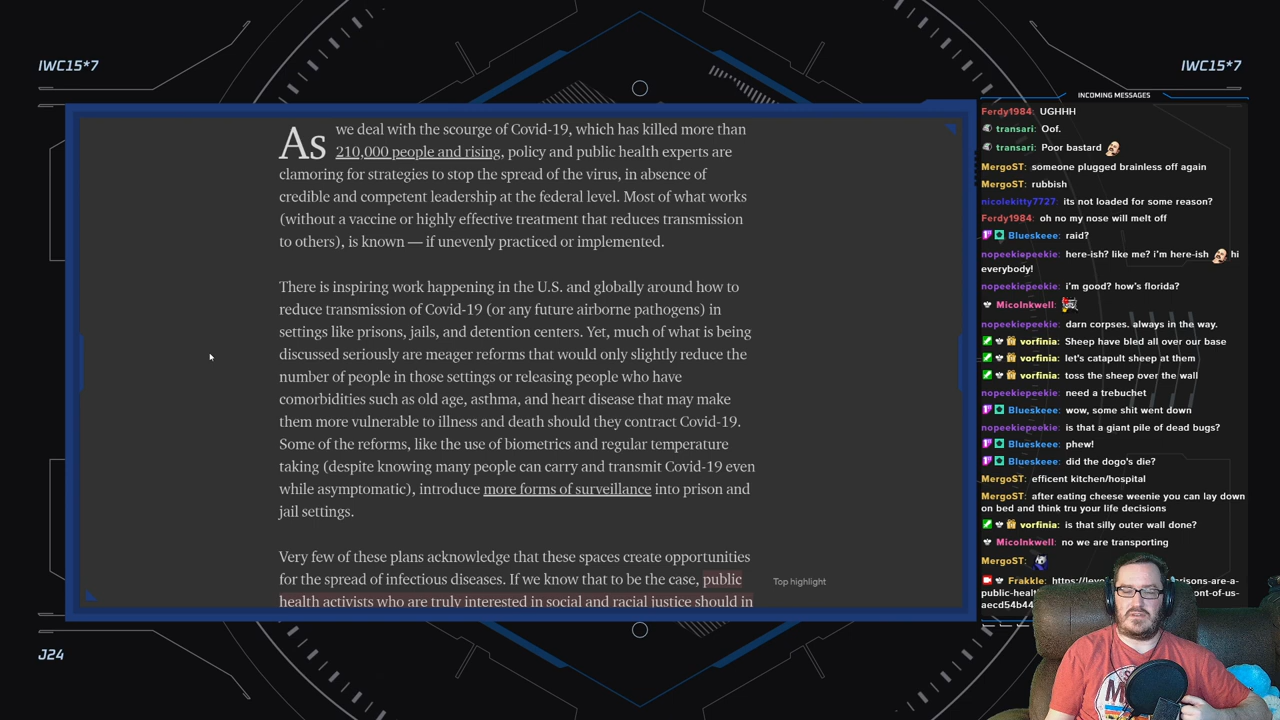 IWC15*7
IWC15*7
As we deal with the scourge of Covid-19, which has killed more than
210,000 people and rising, policy and public health experts are
clamoring for strategies to stop the spread of the virus, in absence of
credible and competent leadership at the federal level. Most of what works
(without a vaccine or highly effective treatment that reduces transmission
to others), is known — if unevenly practiced or implemented.
There is inspiring work happening in the U.S. and globally around how to
reduce transmission of Covid-19 (or any future airborne pathogens) in
settings like prisons, jails, and detention centers. Yet, much of what is being
discussed seriously are meager reforms that would only slightly reduce the
number of people in those settings or releasing people who have
comorbidities such as old age, asthma, and heart disease that may make
them more vulnerable to illness and death should they contract Covid-19.
Some of the reforms, like the use of biometrics and regular temperature
taking (despite knowing many people can carry and transmit Covid-19 even
while asymptomatic), introduce more forms of surveillance into prison and
jail settings.
Very few of these plans acknowledge that these spaces create opportunities
for the spread of infectious diseases. If we know that to be the case, public
health activists who are truly interested in social and racial justice should in
Top highlight
INCOMING MESSAGES
Ferdy1984: UGHHH
transari: Oof.
transari: Poor bastard
MergoST: someone plugged brainless off again
MergoST: rubbish
nicolekitty7727: its not loaded for some reason?
Ferdy1984: oh no my nose will melt off
Blueskeee: raid?
nopeekiepeekie: here-ish? like me? i'm here-ish hi
everybody!
nopeekiepeekie: i'm good? how's florida?
MicoInkwell:
nopeekiepeekie: darn corpses. always in the way.
vorfinia: Sheep have bled all over our base
vorfinia: let's catapult sheep at them
vorfinia: toss the sheep over the wall
nopeekiepeekie: need a trebuchet
Blueskeee: wow, some shit went down
nopeekiepeekie: is that a giant pile of dead bugs?
Blueskeee: phew!
Blueskeee: did the dogo's die?
MergoST: efficent kitchen/hospital
MergoST: after eating cheese weenie you can lay down
on bed and think tru your life decisions
vorfinia: is that silly outer wall done?
MicoInkwell: no we are transporting
MergoST:
Frakkle:
J24